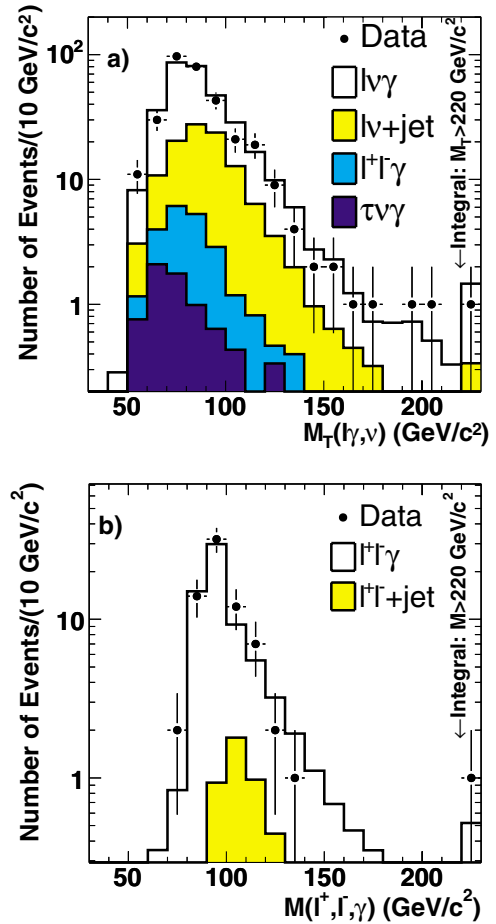 a)
Number of Events/(10 GeV/c²)
10²
10
1
Data
lνγ
lν+jet
l⁺l⁻γ
τνγ
←Integral: M_T>220 GeV/c²
50 100 150 200
M_T(lγ,ν) (GeV/c²)
b)
Number of Events/(10 GeV/c²)
10
1
Data
l⁺l⁻γ
l⁺l⁻+jet
←Integral: M>220 GeV/c²
50 100 150 200
M(l⁺,l⁻,γ) (GeV/c²)